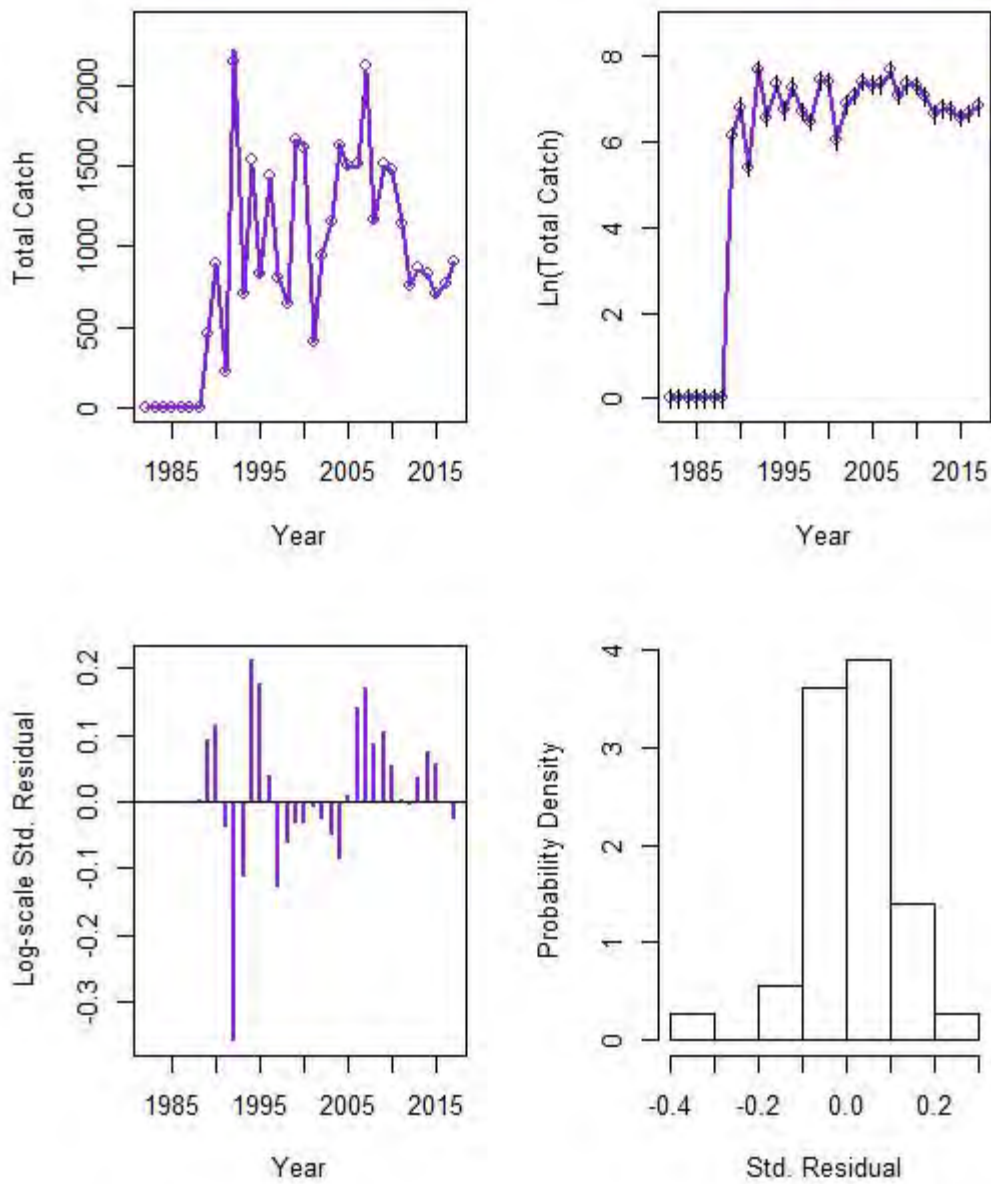 Total Catch
2000
1500
1000
500
0
1985 1995 2005 2015
Year
Ln(Total Catch)
8
6
4
2
0
1985 1995 2005 2015
Year
Log-scale Std. Residual
0.2
0.1
0.0
-0.1
-0.2
-0.3
1985 1995 2005 2015
Year
Probability Density
4
3
2
1
0
-0.4 -0.2 0.0 0.2
Std. Residual